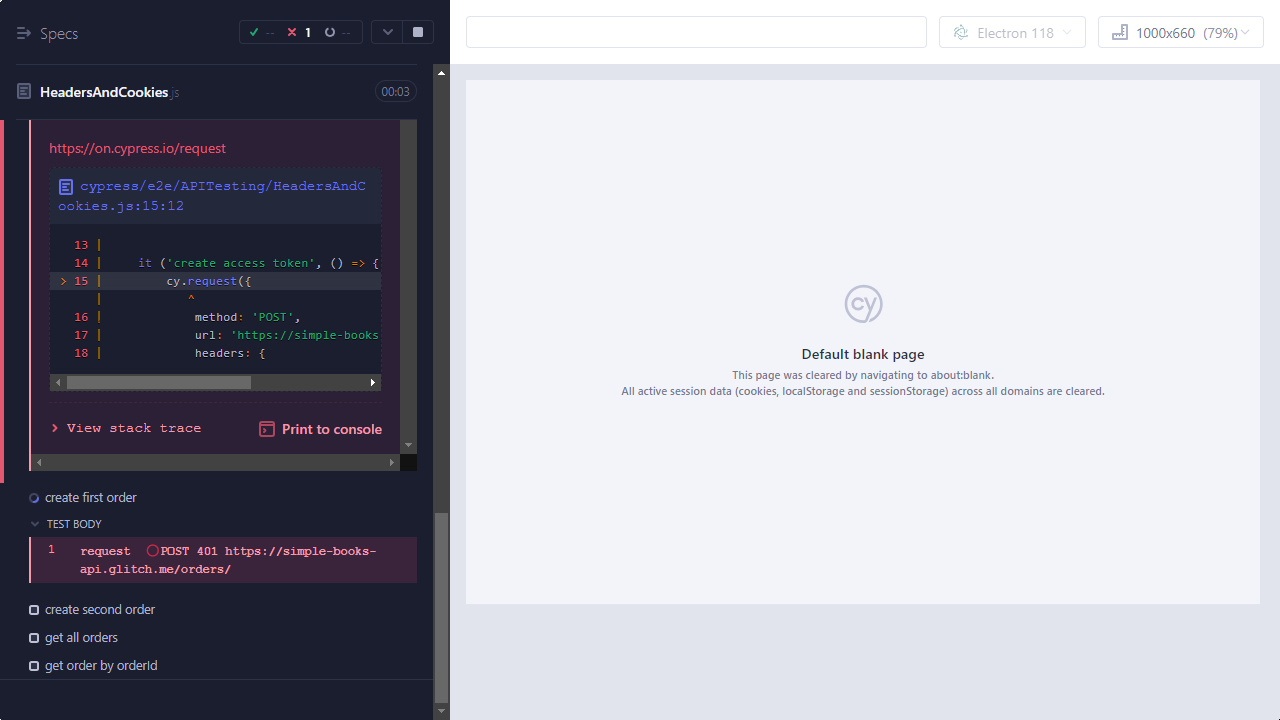 Specs
-- 1 --
Electron 118
1000x660 (79%)
HeadersAndCookies.js
00:03
https://on.cypress.io/request
cypress/e2e/APITesting/HeadersAndC
ookies.js:15:12
13 |
14 | it ('create access token', () => {
> 15 | cy.request({
| ^
16 | method: 'POST',
17 | url: 'https://simple-books
18 | headers: {
> View stack trace
Print to console
create first order
TEST BODY
1 request POST 401 https://simple-books-
api.glitch.me/orders/
create second order
get all orders
get order by orderId
cy
Default blank page
This page was cleared by navigating to about:blank.
All active session data (cookies, localStorage and sessionStorage) across all domains are cleared.